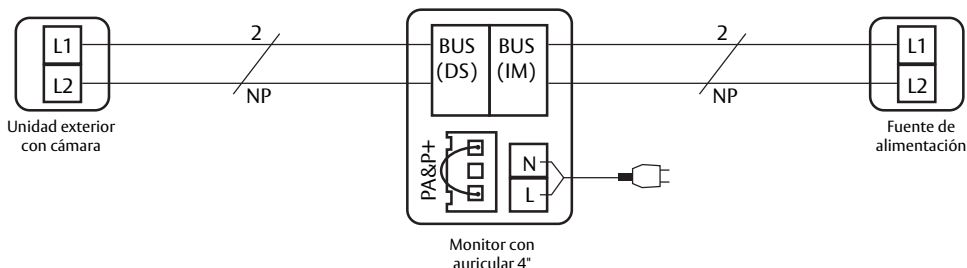 L1
L2
Unidad exterior
con cámara
2
NP
BUS
(DS)
BUS
(IM)
PA&P+
N
L
Monitor con
auricular 4"
2
NP
L1
L2
Fuente de
alimentación